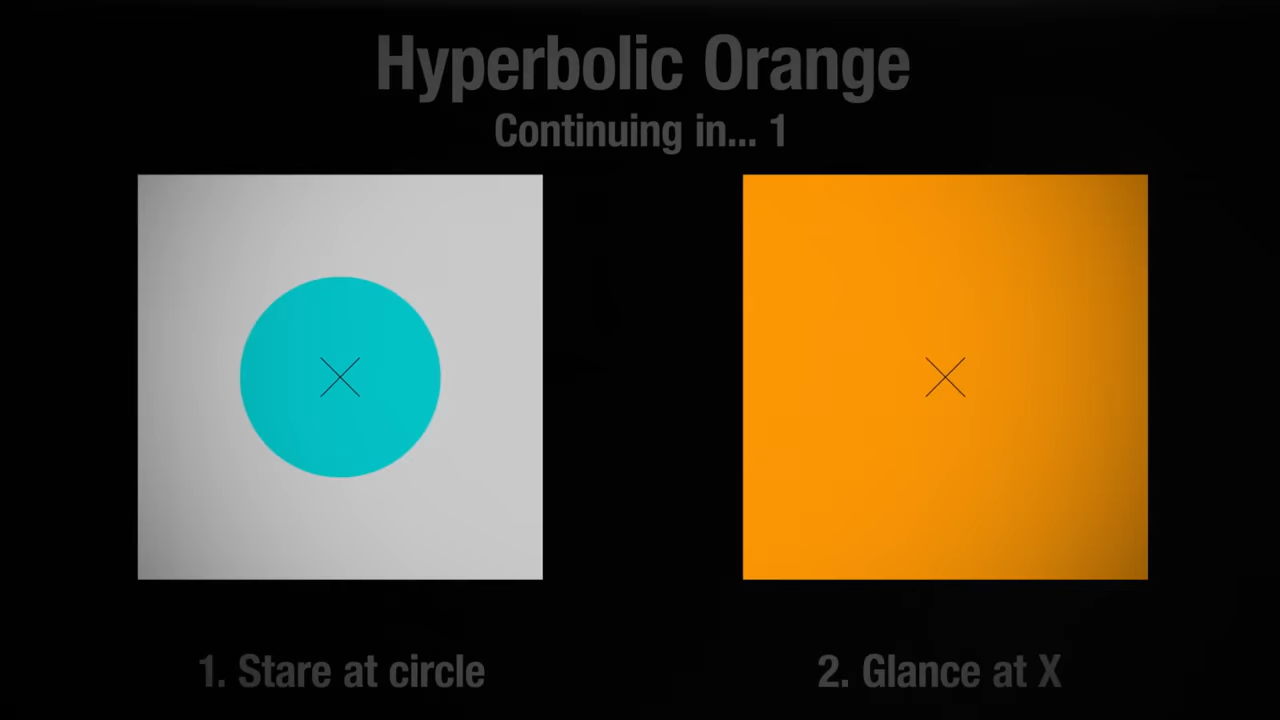 Hyperbolic Orange
Continuing in... 1
1. Stare at circle
2. Glance at X